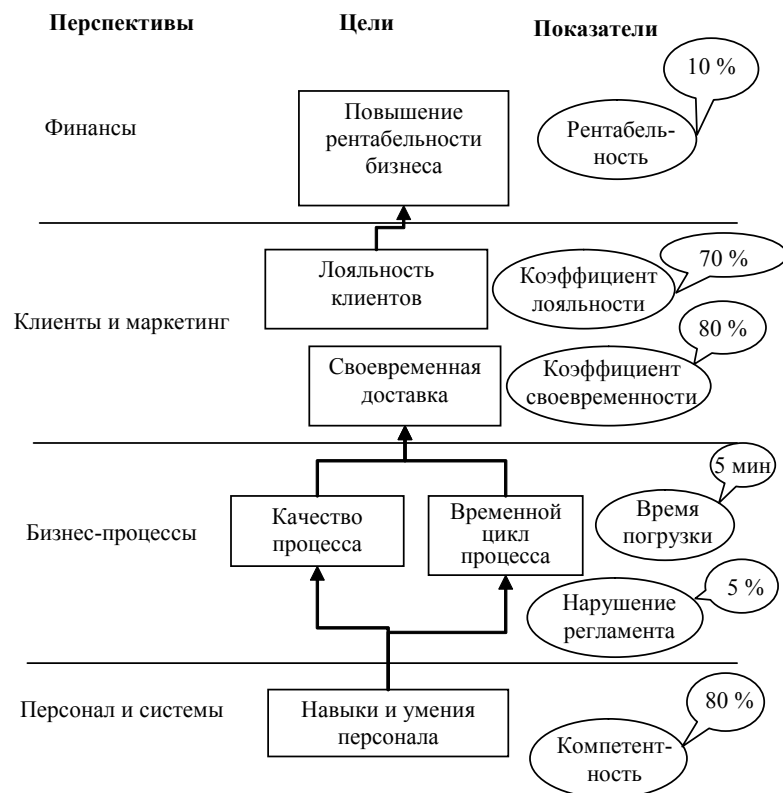 Перспективы Цели Показатели
10 %
Финансы
Повышение
рентабельности
бизнеса
Рентабель-
ность
Клиенты и маркетинг
Лояльность
клиентов
Коэффициент
лояльности
70 %
Своевременная
доставка
Коэффициент
своевременности
80 %
Бизнес-процессы
Качество
процесса
Временной
цикл
процесса
Время
погрузки
5 мин
Нарушение
регламента
5 %
Персонал и системы
Навыки и умения
персонала
Компетент-
ность
80 %